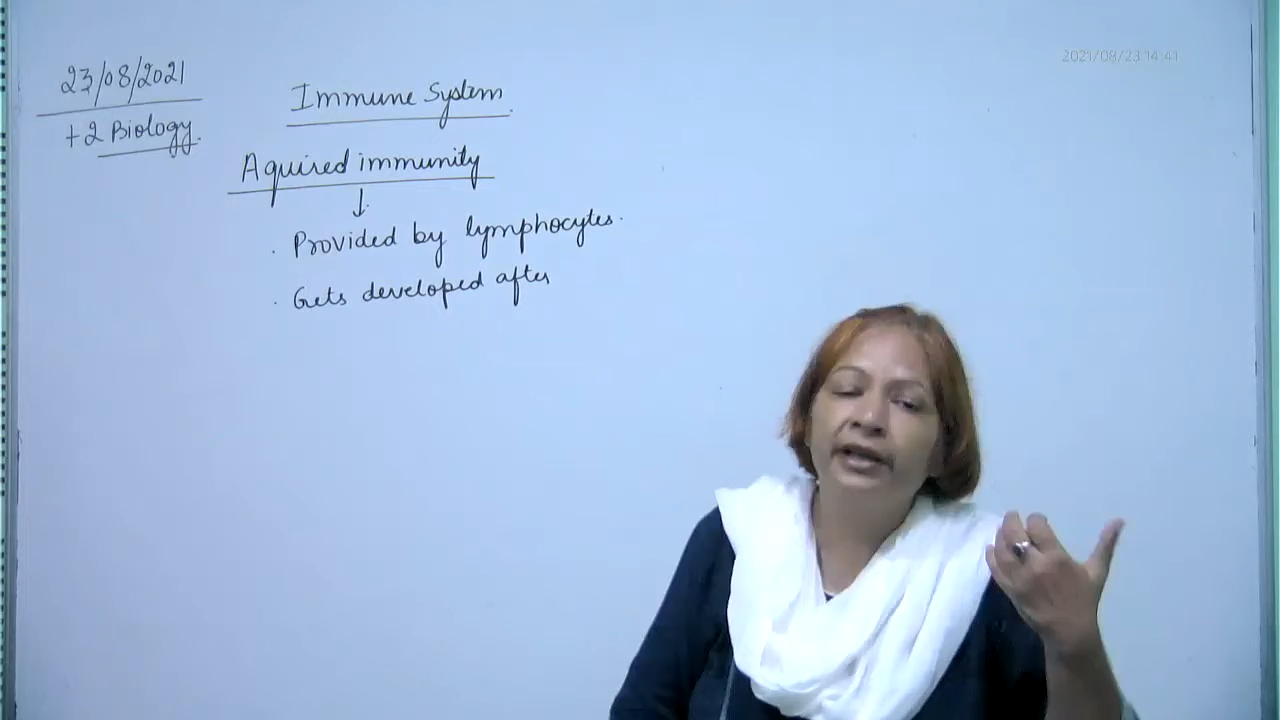 23/08/2021
+2 Biology.
Immune System.
Aquired immunity
↓
· Provided by lymphocytes.
· Gets developed after
2021/08/23 14:41